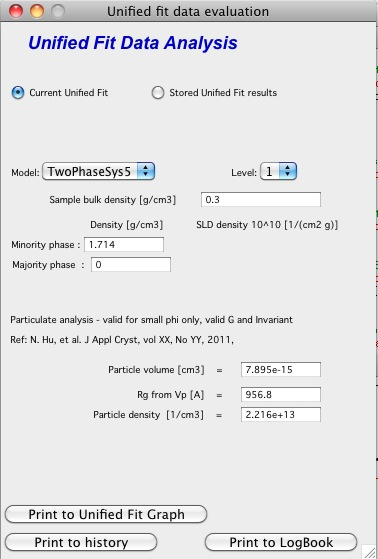 Unified fit data evaluation
Unified Fit Data Analysis
Current Unified Fit Stored Unified Fit results
Model: TwoPhaseSys5 Level: 1
Sample bulk density [g/cm3] 0.3
Density [g/cm3] SLD density 10^10 [1/(cm2 g)]
Minority phase : 1.714
Majority phase : 0
Particulate analysis - valid for small phi only, valid G and Invariant
Ref: N. Hu, et al. J Appl Cryst, vol XX, No YY, 2011,
Particle volume [cm3] = 7.895e-15
Rg from Vp [A] = 956.8
Particle density [1/cm3] = 2.216e+13
Print to Unified Fit Graph
Print to history Print to LogBook